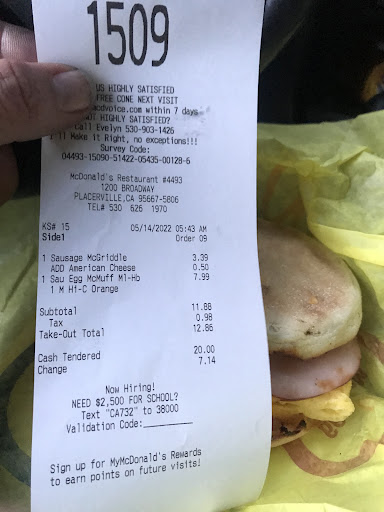 1509
US HIGHLY SATISFIED
FREE CONE NEXT VISIT
cdvoice.com within 7 days
HIGHLY SATISFIED?
Call Evelyn 530-903-1426
Make it Right, no exceptions!!!
Survey Code:
04493-15090-51422-05435-00128-6
McDonald's Restaurant #4493
1200 BROADWAY
PLACERVILLE,CA 95667-5806
TEL# 530 626 1970
KS# 15 05/14/2022 05:43 AM
Side1 Order 09
1 Sausage McGriddle 3.39
ADD American Cheese 0.50
1 Sau Egg McMuff Ml-Hb 7.99
1 M Hi-C Orange
Subtotal 11.88
Tax 0.98
Take-Out Total 12.86
Cash Tendered 20.00
Change 7.14
Now Hiring!
NEED $2,500 FOR SCHOOL?
Text "CA732" to 38000
Validation Code:________
Sign up for MyMcDonald's Rewards
to earn points on future visits!